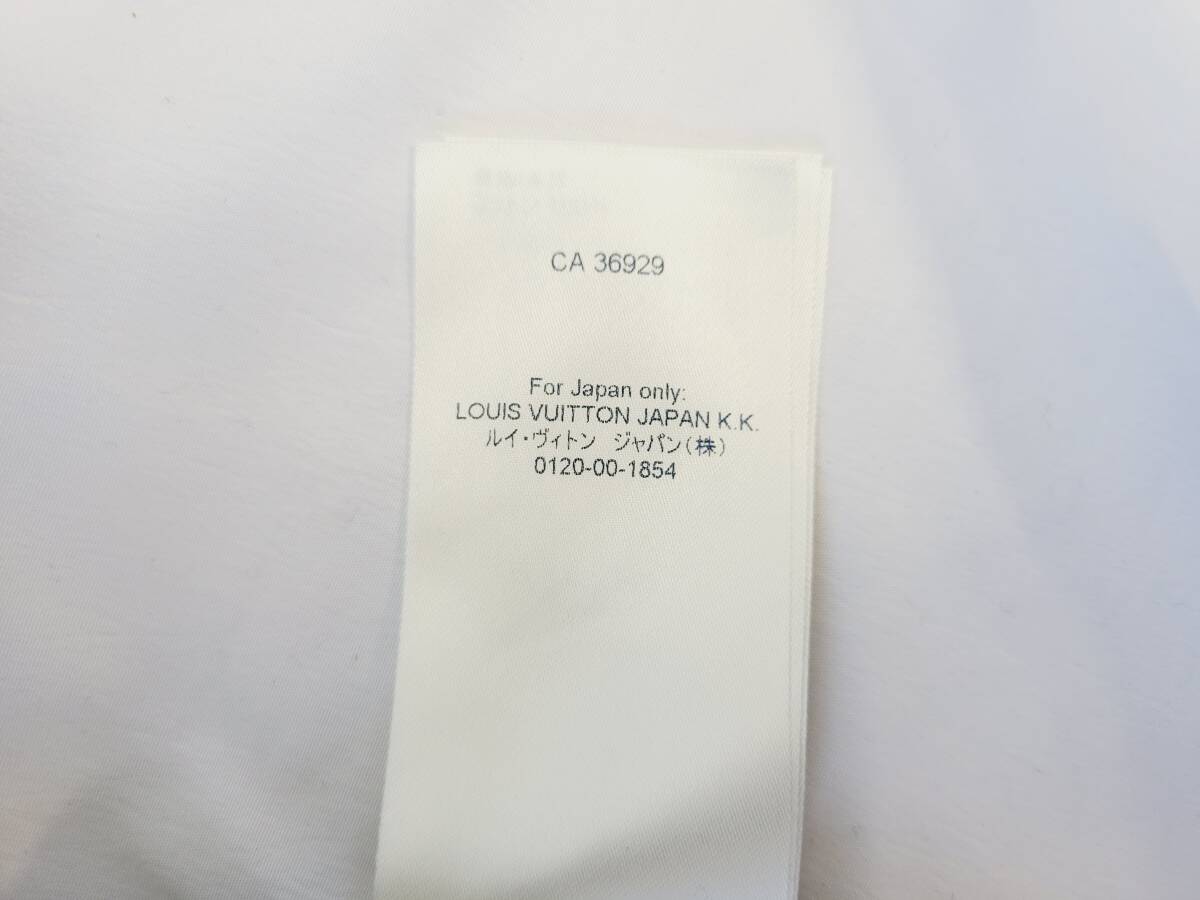 CA 36929
For Japan only:
LOUIS VUITTON JAPAN K.K.
ルイ・ヴィトン　ジャパン(株)
0120-00-1854